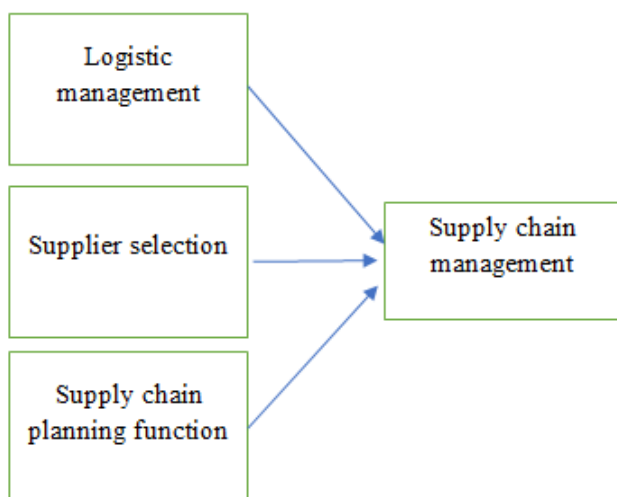 Logistic
management
Supplier selection
Supply chain
management
Supply chain
planning function